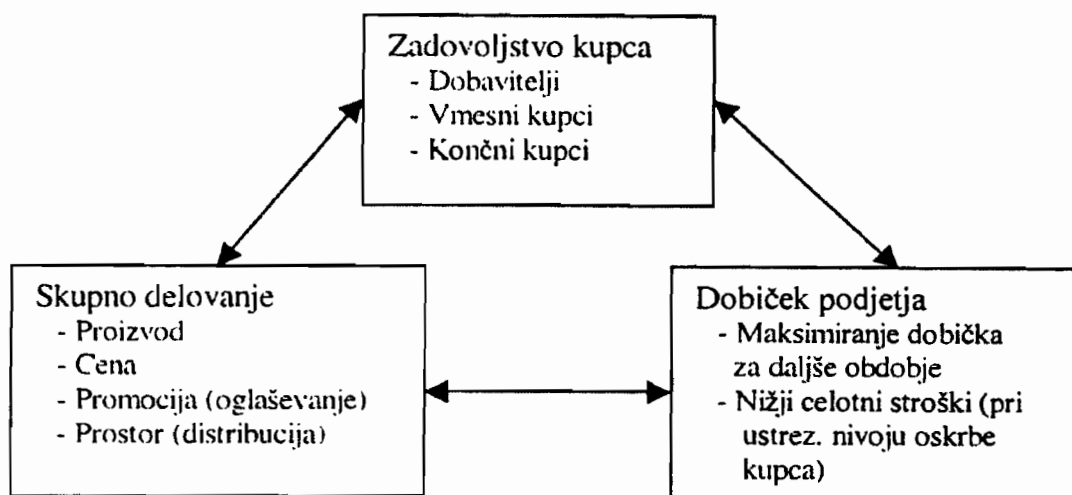 Zadovoljstvo kupca
- Dobavitelji
- Vmesni kupci
- Končni kupci
Skupno delovanje
- Proizvod
- Cena
- Promocija (oglaševanje)
- Prostor (distribucija)
Dobiček podjetja
- Maksimiranje dobička
za daljše obdobje
- Nižji celotni stroški (pri
ustrez. nivoju oskrbe
kupca)